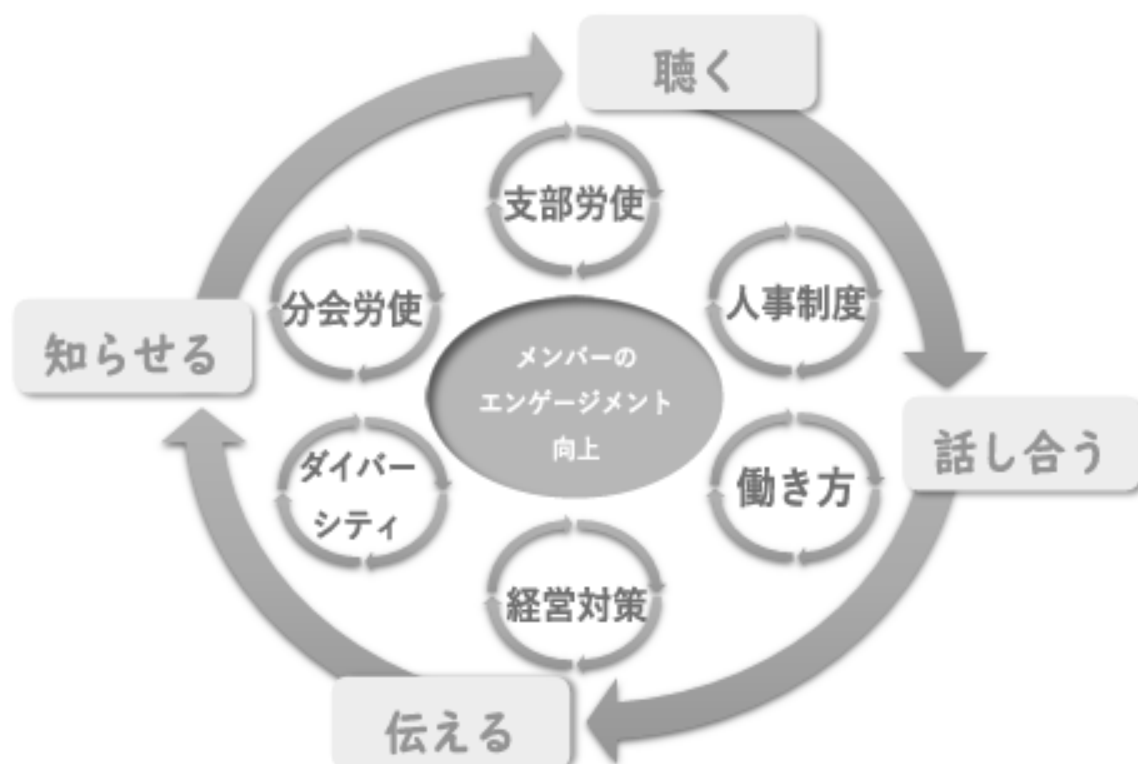 聴く
支部労使
人事制度
分会労使
知らせる
メンバーの
エンゲージメント
向上
話し合う
働き方
ダイバー
シティ
経営対策
伝える